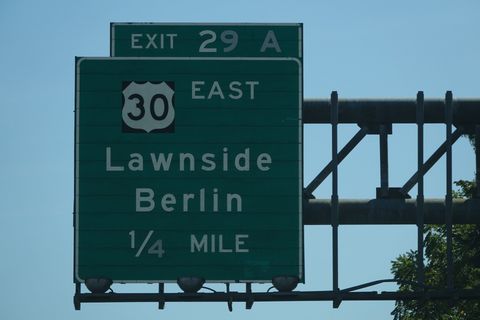 EXIT 29 A
30 EAST
Lawnside
Berlin
1/4 MILE